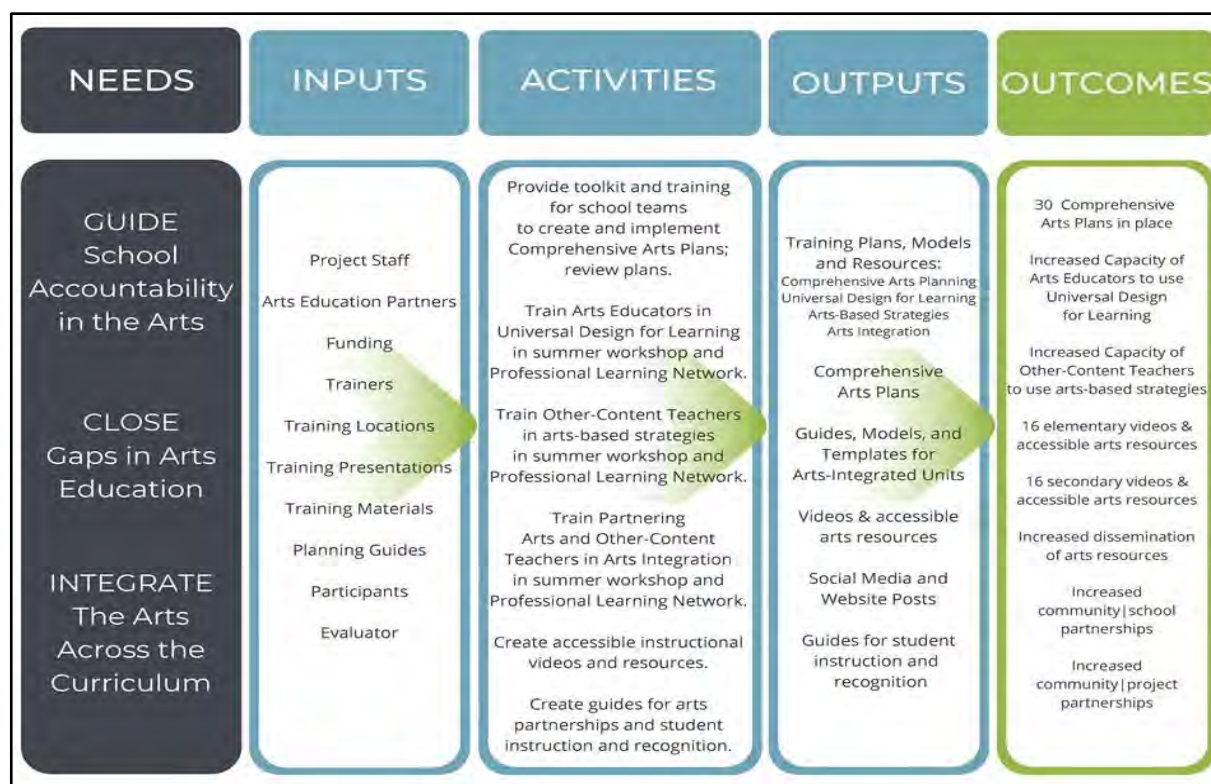 NEEDS
INPUTS
ACTIVITIES
OUTPUTS
OUTCOMES
GUIDE
School
Accountability
in the Arts
CLOSE
Gaps in Arts
Education
INTEGRATE
The Arts
Across the
Curriculum
Project Staff
Arts Education Partners
Funding
Trainers
Training Locations
Training Presentations
Training Materials
Planning Guides
Participants
Evaluator
Provide toolkit and training
for school teams
to create and implement
Comprehensive Arts Plans;
review plans.
Train Arts Educators in
Universal Design for Learning
in summer workshop and
Professional Learning Network.
Train Other-Content Teachers
in arts-based strategies
in summer workshop and
Professional Learning Network.
Train Partnering
Arts and Other-Content
Teachers in Arts Integration
in summer workshop and
Professional Learning Network.
Create accessible instructional
videos and resources.
Create guides for arts
partnerships and student
instruction and recognition.
Training Plans, Models
and Resources:
Comprehensive Arts Planning
Universal Design for Learning
Arts-Based Strategies
Arts Integration
Comprehensive
Arts Plans
Guides, Models, and
Templates for
Arts-Integrated Units
Videos & accessible
arts resources
Social Media and
Website Posts
Guides for student
instruction and
recognition
30 Comprehensive
Arts Plans in place
Increased Capacity of
Arts Educators to use
Universal Design
for Learning
Increased Capacity of
Other-Content Teachers
to use arts-based strategies
16 elementary videos &
accessible arts resources
16 secondary videos &
accessible arts resources
Increased dissemination
of arts resources
Increased
community|school
partnerships
Increased
community|project
partnerships